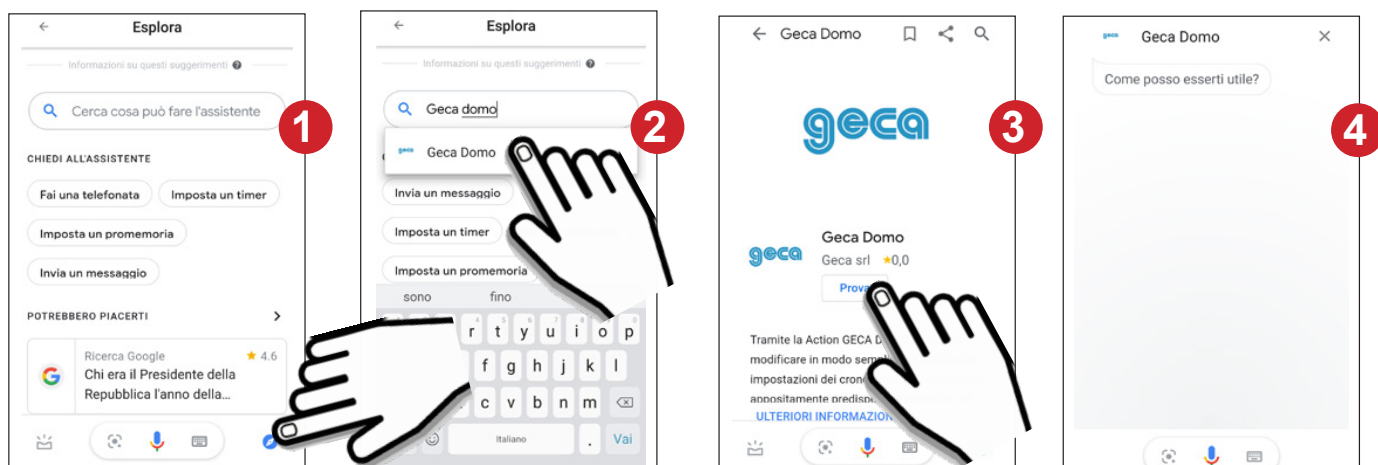 Esplora
Informazioni su questi suggerimenti
Cerca cosa può fare l'assistente
1
CHIEDI ALL'ASSISTENTE
Fai una telefonata
Imposta un timer
Imposta un promemoria
Invia un messaggio
POTREBBERO PIACERTI
Ricerca Google
4.6
Chi era il Presidente della
Repubblica l'anno della...
Esplora
Informazioni su questi suggerimenti
Geca domo
2
geca
Geca Domo
Invia un messaggio
Imposta un timer
Imposta un promemoria
sono fino
r t y u i o p
f g h j k l
c v b n m
Italiano . Vai
Geca Domo
geca
3
geca
Geca Domo
Geca srl ★0,0
Prova
Tramite la Action GECA
modificare in modo
impostazioni dei
appositamente
ULTERIORI
geca
Geca Domo
Come posso esserti utile?
4